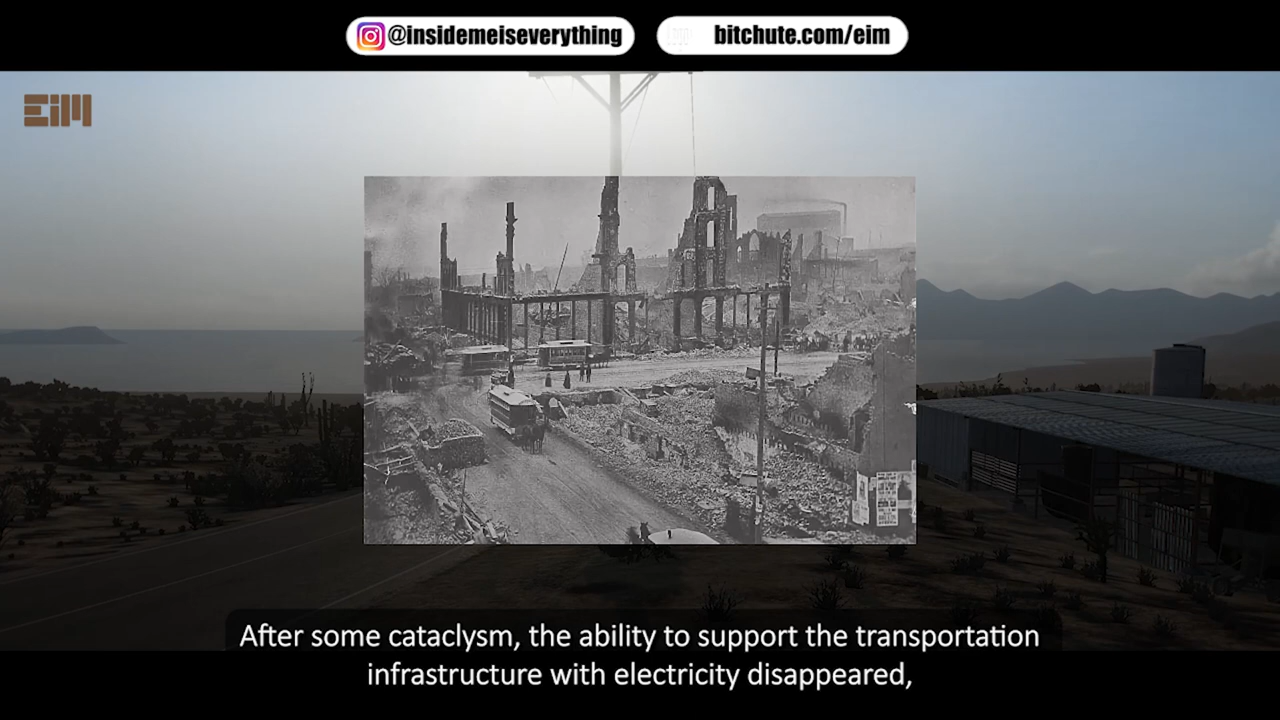 @insidemeiseverything
bitchute.com/eim
EiM
After some cataclysm, the ability to support the transportation
infrastructure with electricity disappeared,